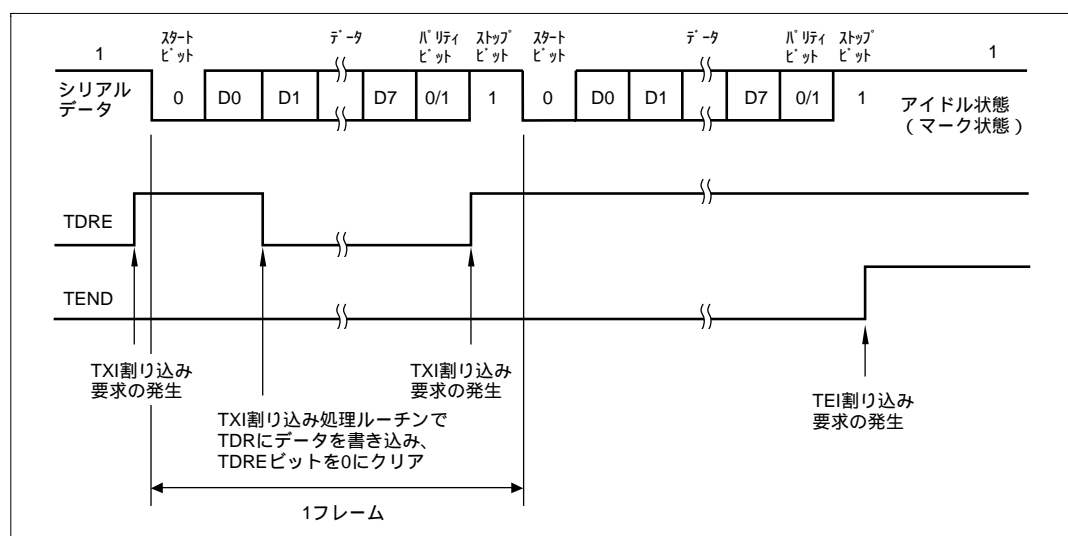 1 スタートビット データ パリティビット ストップビット スタートビット データ パリティビット ストップビット 1
シリアルデータ 0 D0 D1 D7 0/1 1 0 D0 D1 D7 0/1 1 アイドル状態
（マーク状態）
TDRE
TEND
TXI割り込み
要求の発生
TXI割り込み処理ルーチンで
TDRにデータを書き込み、
TDREビットを0にクリア
TXI割り込み
要求の発生
TEI割り込み
要求の発生
1フレーム